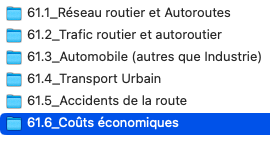 61.1_Réseau routier et Autoroutes
61.2_Trafic routier et autoroutier
61.3_Automobile (autres que Industrie)
61.4_Transport Urbain
61.5_Accidents de la route
61.6_Coûts économiques